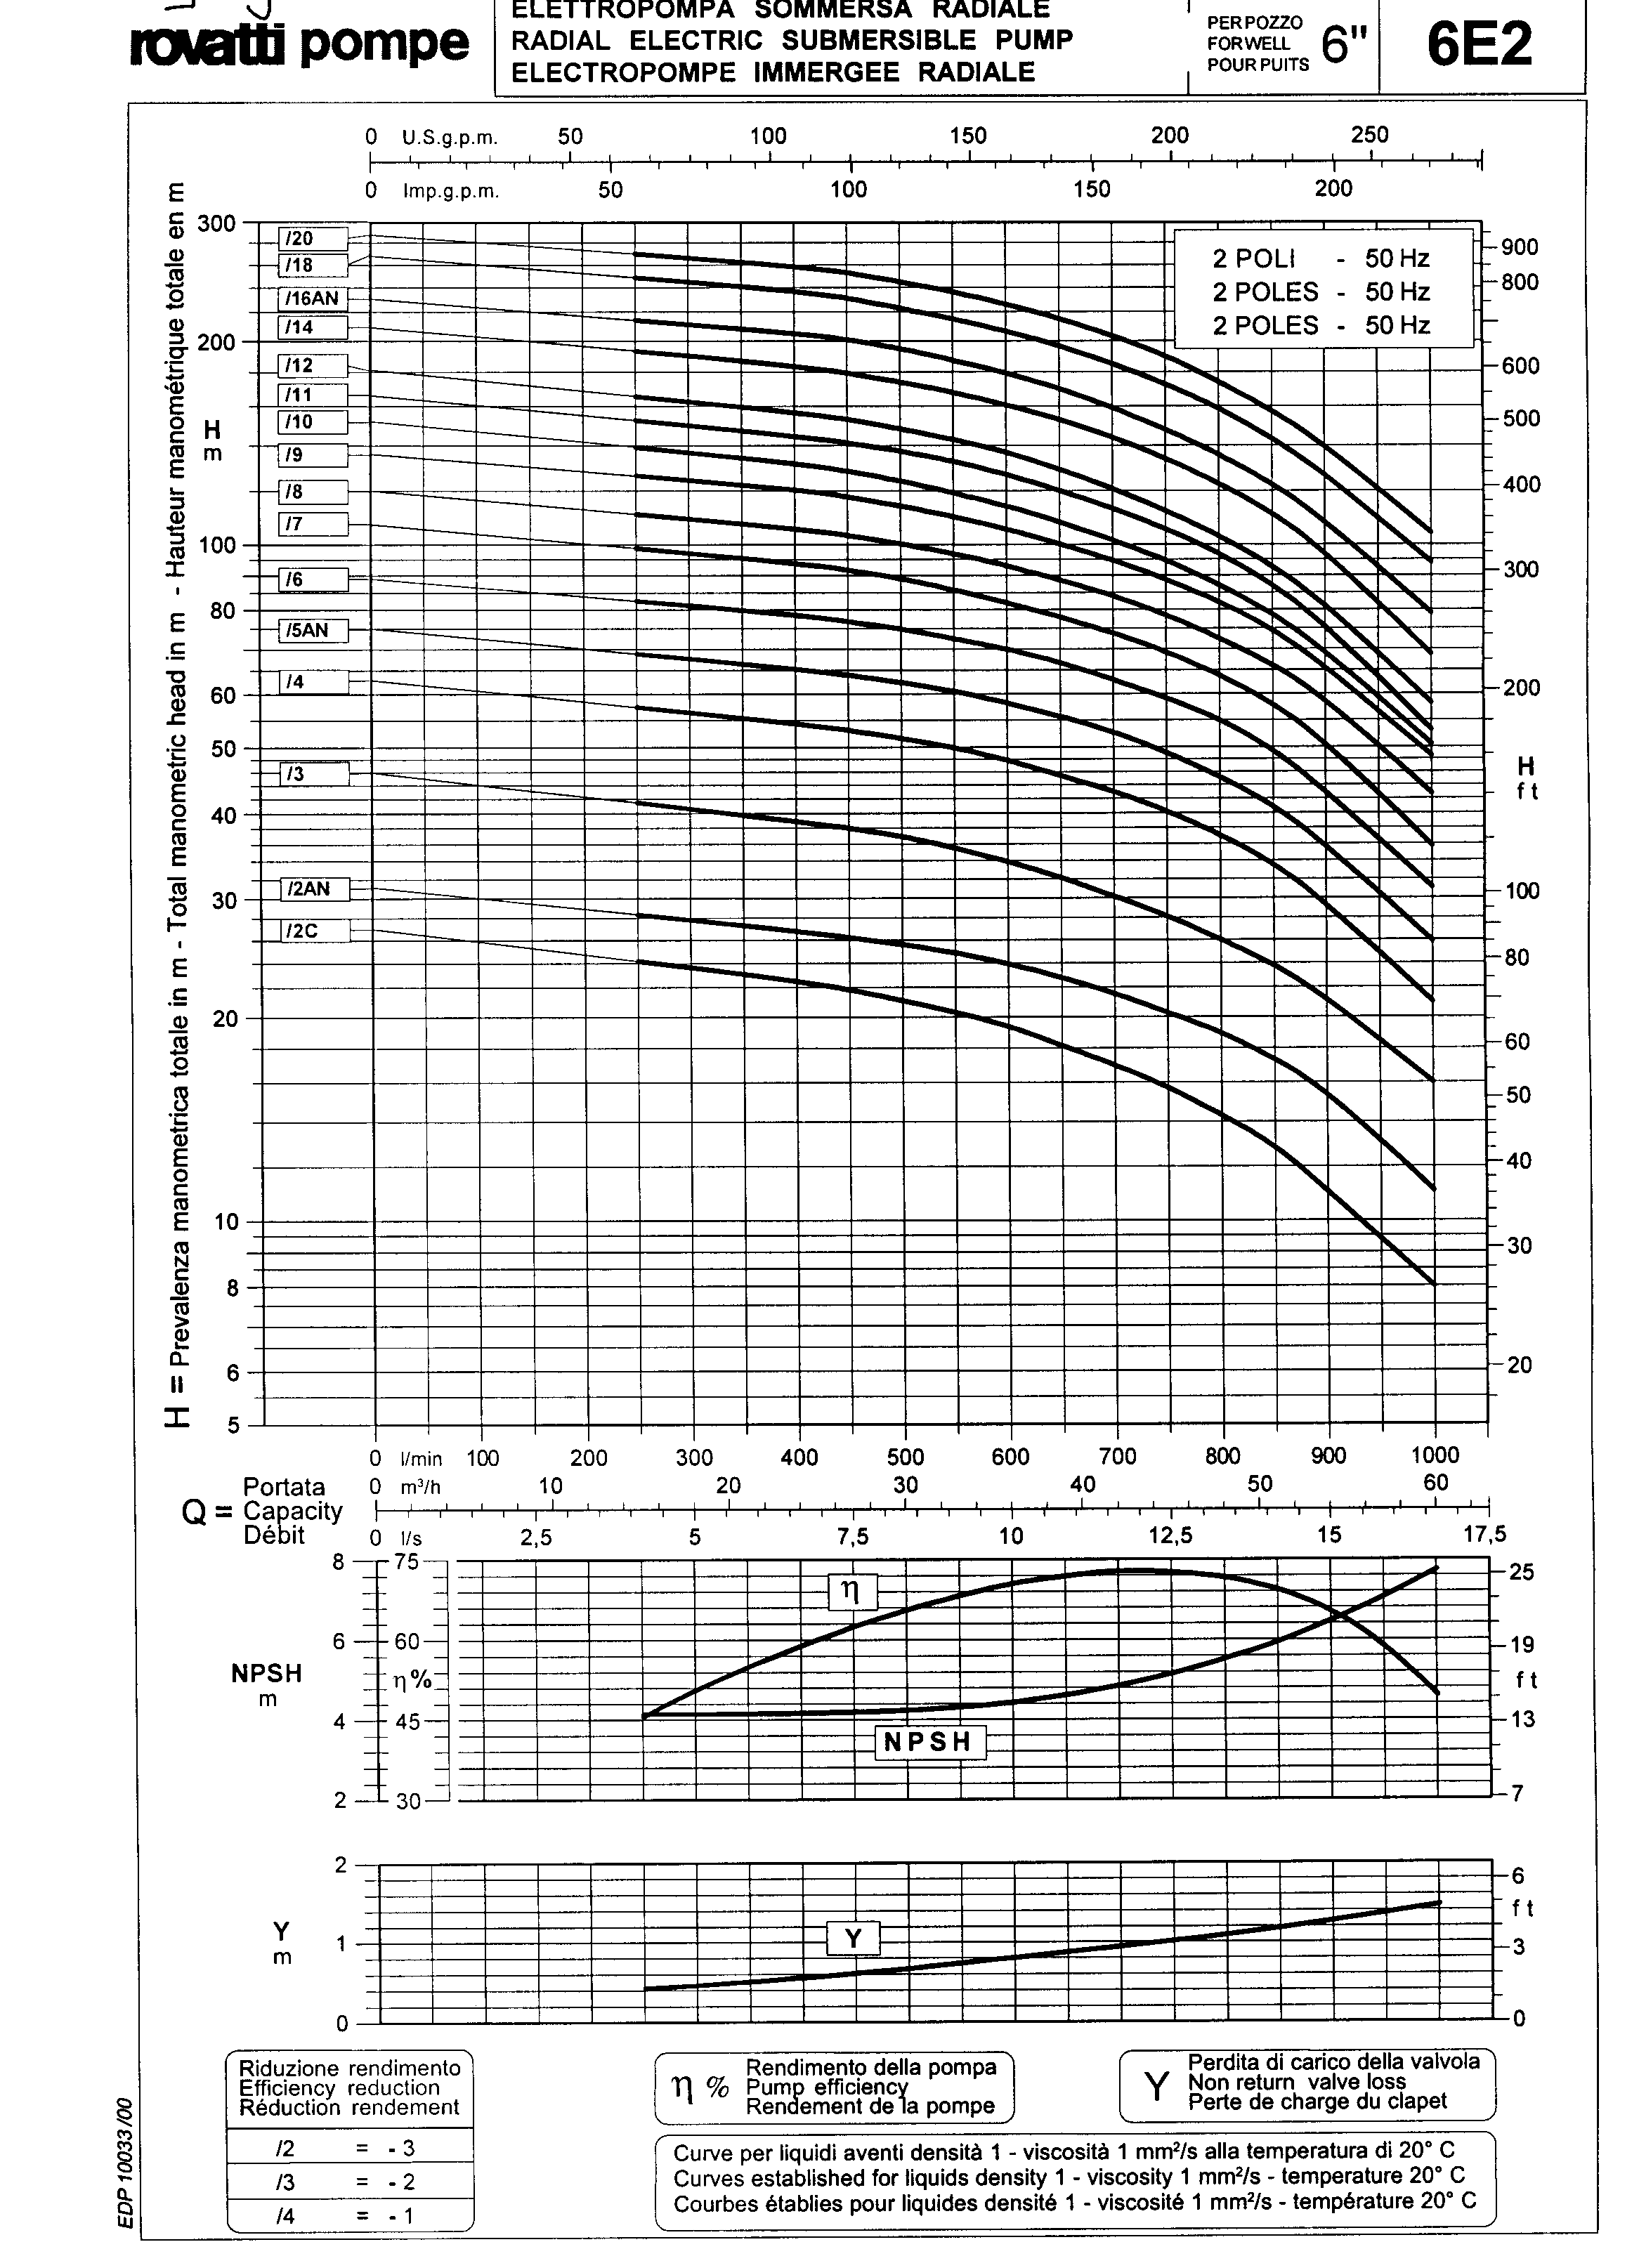 rovatti pompe
ELETTROPOMPA SOMMERSA RADIALE
RADIAL ELECTRIC SUBMERSIBLE PUMP
ELECTROPOMPE IMMERGEE RADIALE
PER POZZO
FOR WELL
POUR PUITS
6"
6E2
0 U.S.g.p.m. 50 100 150 200 250
0 Imp.g.p.m. 50 100 150 200
H = Prevalenza manometrica totale in m - Total manometric head in m - Hauteur manométrique totale en m
H
m
300
200
100
80
60
50
40
30
20
10
8
6
5
/20
/18
/16AN
/14
/12
/11
/10
/9
/8
/7
/6
/5AN
/4
/3
/2AN
/2C
2 POLI - 50 Hz
2 POLES - 50 Hz
2 POLES - 50 Hz
900
800
600
500
400
300
200
H
ft
100
80
60
50
40
30
20
0 l/min 100 200 300 400 500 600 700 800 900 1000
Q = Portata
Capacity
Débit
0 m³/h 10 20 30 40 50 60
0 l/s 2,5 5 7,5 10 12,5 15 17,5
NPSH
m
8
6
4
2
75
60
η%
45
30
η
NPSH
25
19
ft
13
7
Y
m
2
1
0
Y
6
ft
3
0
Riduzione rendimento
Efficiency reduction
Réduction rendement
/2 = - 3
/3 = - 2
/4 = - 1
η %
Rendimento della pompa
Pump efficiency
Rendement de la pompe
Y
Perdita di carico della valvola
Non return valve loss
Perte de charge du clapet
Curve per liquidi aventi densità 1 - viscosità 1 mm²/s alla temperatura di 20° C
Curves established for liquids density 1 - viscosity 1 mm²/s - temperature 20° C
Courbes établies pour liquides densité 1 - viscosité 1 mm²/s - température 20° C
EDP 10033/00